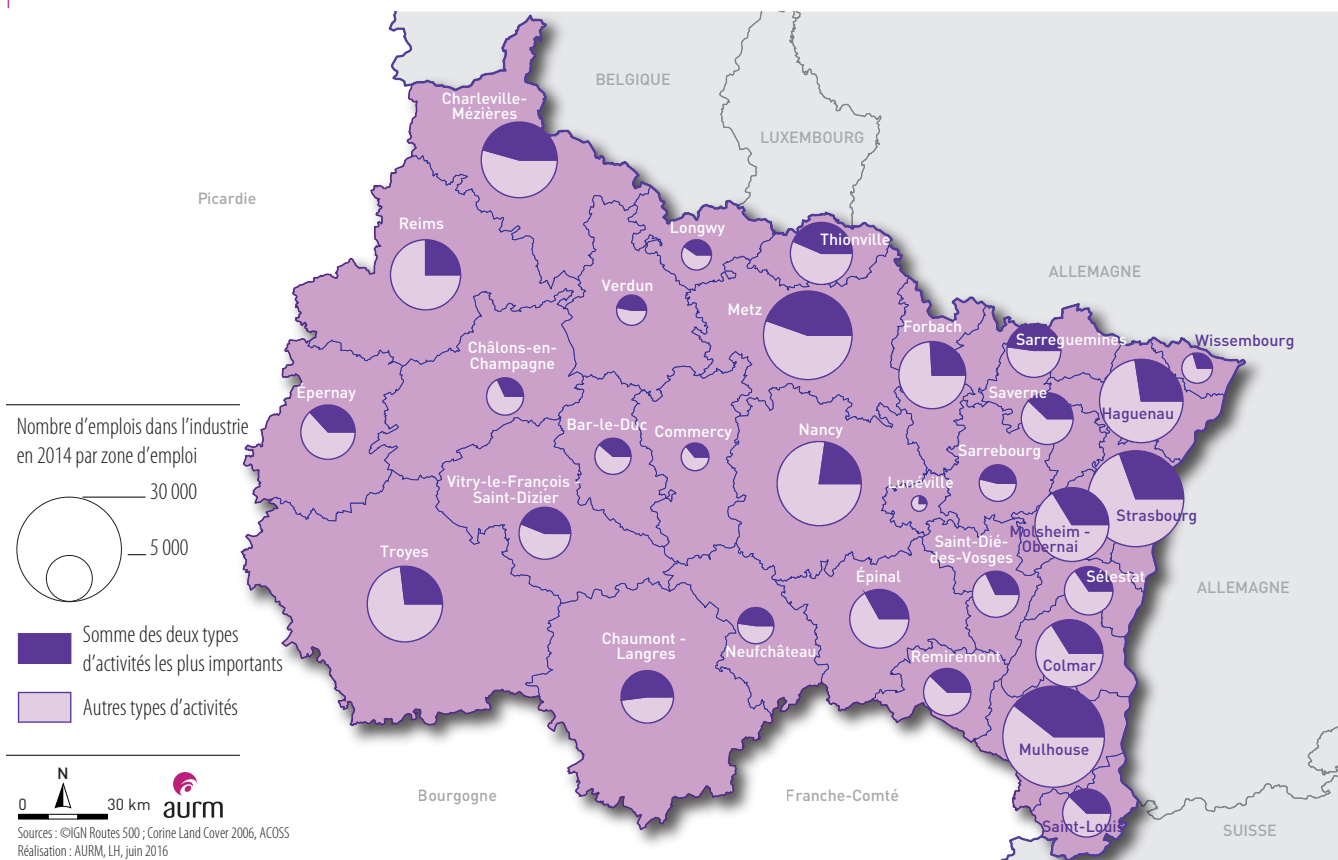 BELGIQUE
Charleville-
Mézières
LUXEMBOURG
Picardie
Reims
Longwy
Thionville
ALLEMAGNE
Verdun
Metz
Forbach
Sarreguemines
Wissembourg
Châlons-en-
Champagne
Épernay
Saverne
Haguenau
Nombre d'emplois dans l'industrie
en 2014 par zone d'emploi
30 000
5 000
Bar-le-Duc
Commercy
Nancy
Sarrebourg
Vitry-le-François -
Saint-Dizier
Lunéville
Strasbourg
Molsheim -
Obernai
Troyes
Saint-Dié-
des-Vosges
Épinal
Sélestat
ALLEMAGNE
Somme des deux types
d'activités les plus importants
Autres types d'activités
Chaumont -
Langres
Neufchâteau
Remiremont
Colmar
Mulhouse
N
0 30 km
aurm
Bourgogne
Franche-Comté
Saint-Louis
SUISSE
Sources : ©IGN Routes 500 ; Corine Land Cover 2006, ACOSS
Réalisation : AURM, LH, juin 2016